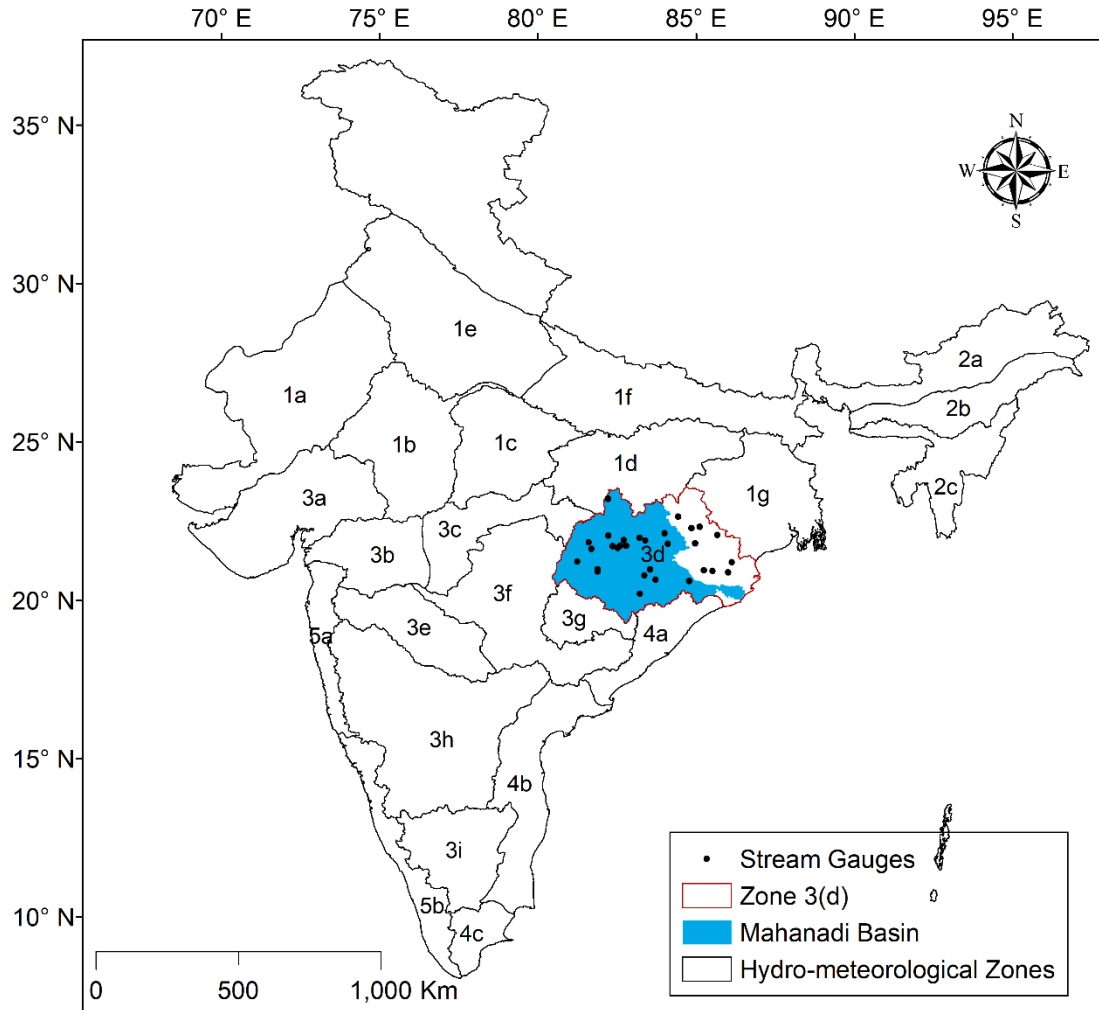 70° E 75° E 80° E 85° E 90° E 95° E
35° N
30° N
25° N
20° N
15° N
10° N
N
W E
S
1e
2a
1a
1f
2b
1b
1c
1d
2c
3a
1g
3c
3b
3d
3f
3g
3e
5a
4a
3h
4b
3i
5b
4c
Stream Gauges
Zone 3(d)
Mahanadi Basin
Hydro-meteorological Zones
0 500 1,000 Km